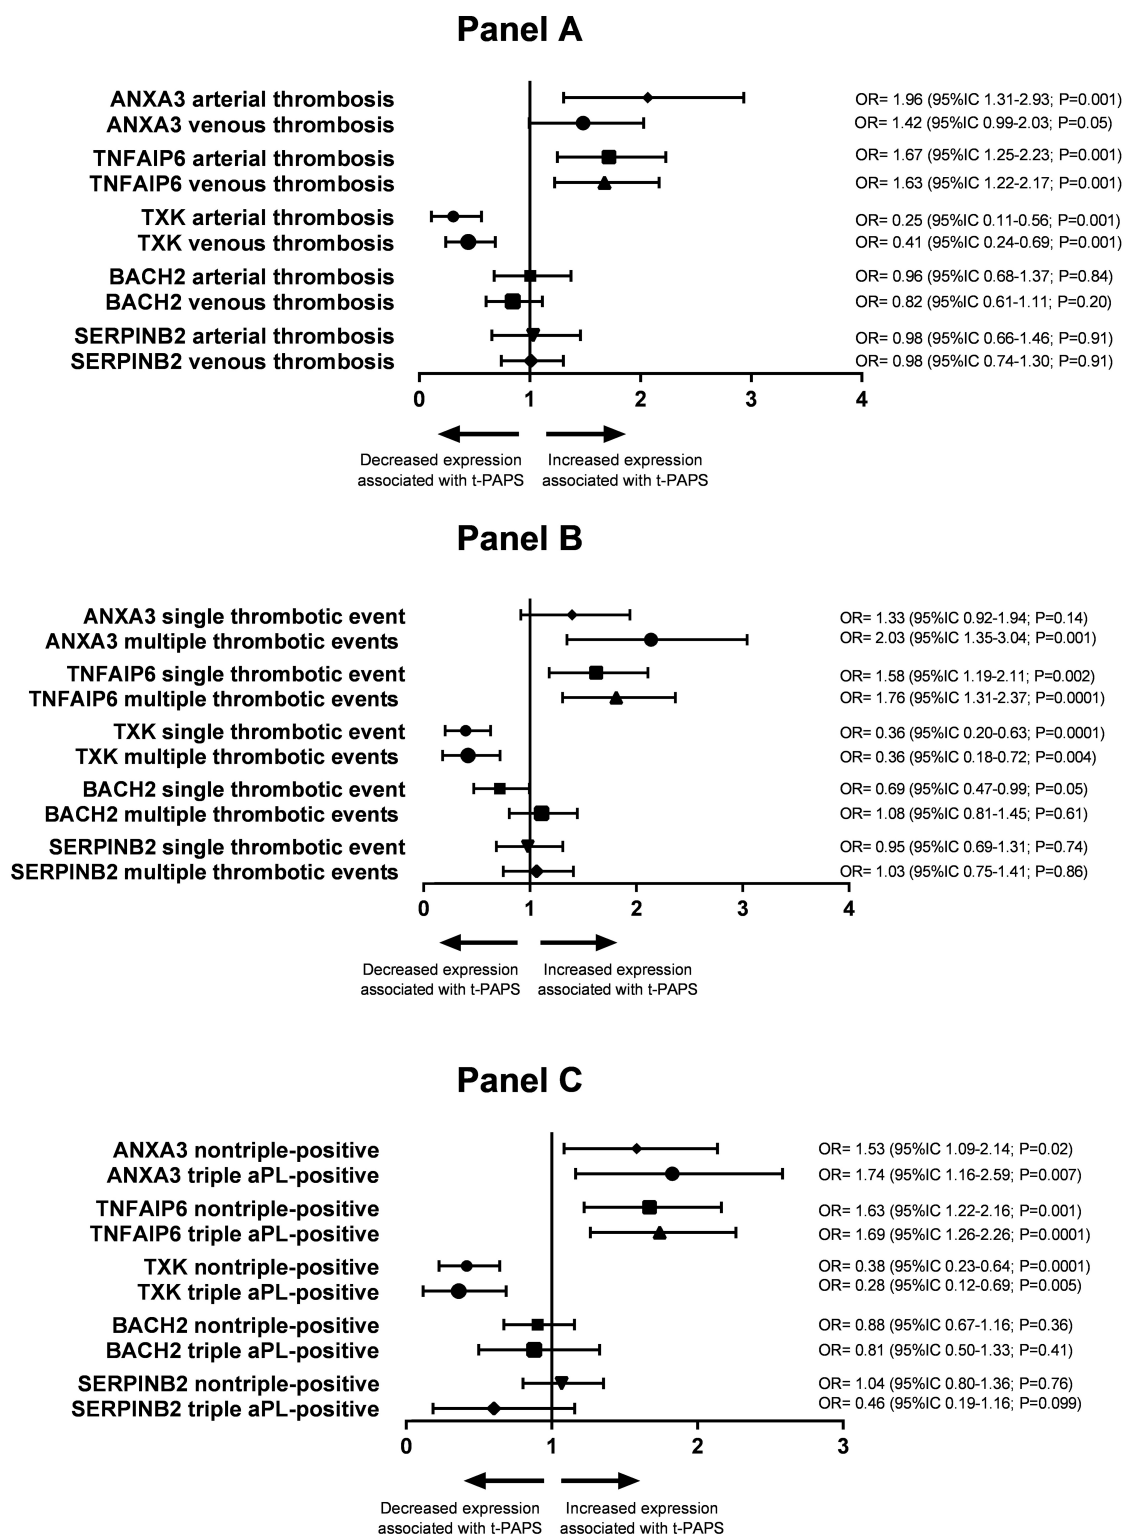 Panel A
ANXA3 arterial thrombosis OR= 1.96 (95%IC 1.31-2.93; P=0.001)
ANXA3 venous thrombosis OR= 1.42 (95%IC 0.99-2.03; P=0.05)
TNFAIP6 arterial thrombosis OR= 1.67 (95%IC 1.25-2.23; P=0.001)
TNFAIP6 venous thrombosis OR= 1.63 (95%IC 1.22-2.17; P=0.001)
TXK arterial thrombosis OR= 0.25 (95%IC 0.11-0.56; P=0.001)
TXK venous thrombosis OR= 0.41 (95%IC 0.24-0.69; P=0.001)
BACH2 arterial thrombosis OR= 0.96 (95%IC 0.68-1.37; P=0.84)
BACH2 venous thrombosis OR= 0.82 (95%IC 0.61-1.11; P=0.20)
SERPINB2 arterial thrombosis OR= 0.98 (95%IC 0.66-1.46; P=0.91)
SERPINB2 venous thrombosis OR= 0.98 (95%IC 0.74-1.30; P=0.91)
0 1 2 3 4
Decreased expression Increased expression
associated with t-PAPS associated with t-PAPS
Panel B
ANXA3 single thrombotic event OR= 1.33 (95%IC 0.92-1.94; P=0.14)
ANXA3 multiple thrombotic events OR= 2.03 (95%IC 1.35-3.04; P=0.001)
TNFAIP6 single thrombotic event OR= 1.58 (95%IC 1.19-2.11; P=0.002)
TNFAIP6 multiple thrombotic events OR= 1.76 (95%IC 1.31-2.37; P=0.0001)
TXK single thrombotic event OR= 0.36 (95%IC 0.20-0.63; P=0.0001)
TXK multiple thrombotic events OR= 0.36 (95%IC 0.18-0.72; P=0.004)
BACH2 single thrombotic event OR= 0.69 (95%IC 0.47-0.99; P=0.05)
BACH2 multiple thrombotic events OR= 1.08 (95%IC 0.81-1.45; P=0.61)
SERPINB2 single thrombotic event OR= 0.95 (95%IC 0.69-1.31; P=0.74)
SERPINB2 multiple thrombotic events OR= 1.03 (95%IC 0.75-1.41; P=0.86)
0 1 2 3 4
Decreased expression Increased expression
associated with t-PAPS associated with t-PAPS
Panel C
ANXA3 nontriple-positive OR= 1.53 (95%IC 1.09-2.14; P=0.02)
ANXA3 triple aPL-positive OR= 1.74 (95%IC 1.16-2.59; P=0.007)
TNFAIP6 nontriple-positive OR= 1.63 (95%IC 1.22-2.16; P=0.001)
TNFAIP6 triple aPL-positive OR= 1.69 (95%IC 1.26-2.26; P=0.0001)
TXK nontriple-positive OR= 0.38 (95%IC 0.23-0.64; P=0.0001)
TXK triple aPL-positive OR= 0.28 (95%IC 0.12-0.69; P=0.005)
BACH2 nontriple-positive OR= 0.88 (95%IC 0.67-1.16; P=0.36)
BACH2 triple aPL-positive OR= 0.81 (95%IC 0.50-1.33; P=0.41)
SERPINB2 nontriple-positive OR= 1.04 (95%IC 0.80-1.36; P=0.76)
SERPINB2 triple aPL-positive OR= 0.46 (95%IC 0.19-1.16; P=0.099)
0 1 2 3
Decreased expression Increased expression
associated with t-PAPS associated with t-PAPS